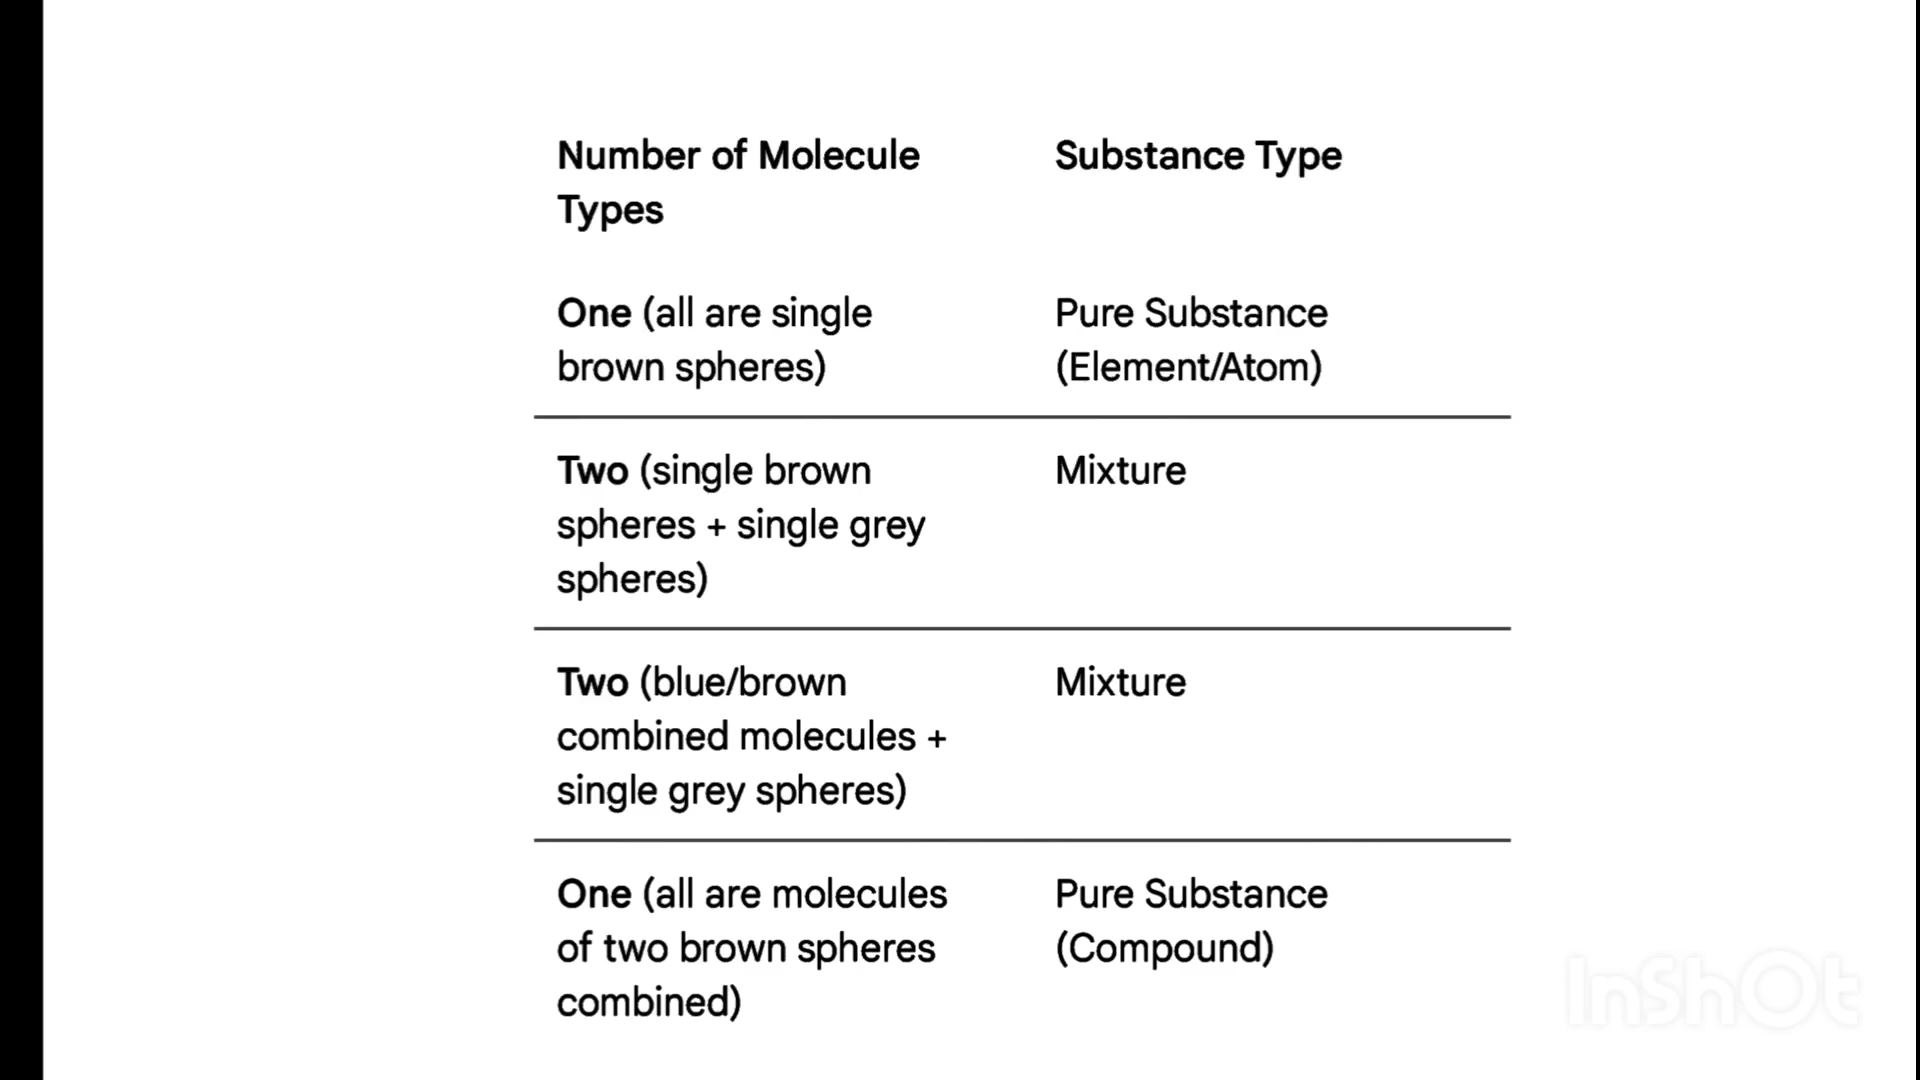 Number of Molecule
Types
Substance Type
One (all are single
brown spheres)
Pure Substance
(Element/Atom)
Two (single brown
spheres + single grey
spheres)
Mixture
Two (blue/brown
combined molecules +
single grey spheres)
Mixture
One (all are molecules
of two brown spheres
combined)
Pure Substance
(Compound)
InShOt